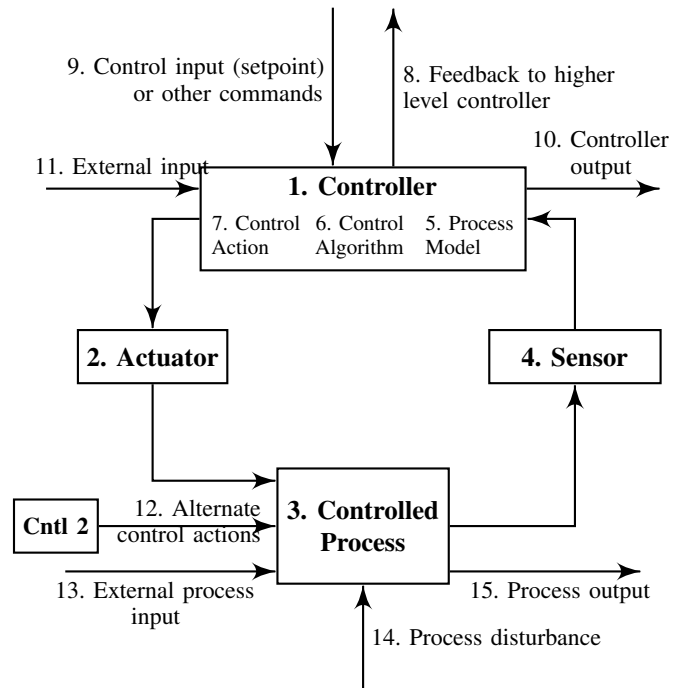 9. Control input (setpoint)
or other commands
8. Feedback to higher
level controller
10. Controller
output
11. External input
1. Controller
7. Control
Action
6. Control
Algorithm
5. Process
Model
2. Actuator
4. Sensor
Cntl 2
12. Alternate
control actions
3. Controlled
Process
13. External process
input
15. Process output
14. Process disturbance